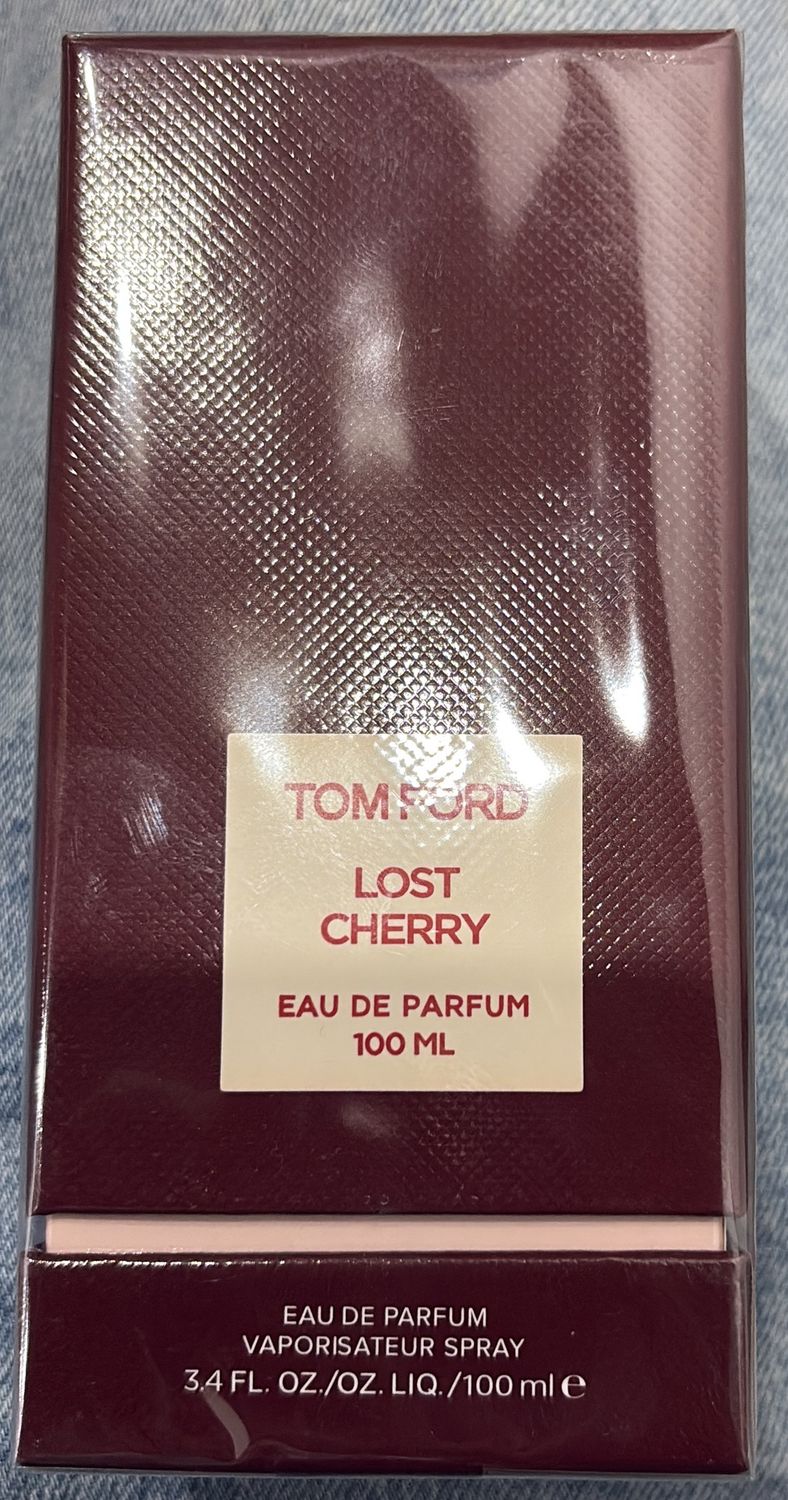 TOM FORD
LOST
CHERRY
EAU DE PARFUM
100 ML
EAU DE PARFUM
VAPORISATEUR SPRAY
3.4 FL. OZ./OZ. LIQ./100 ml ℮